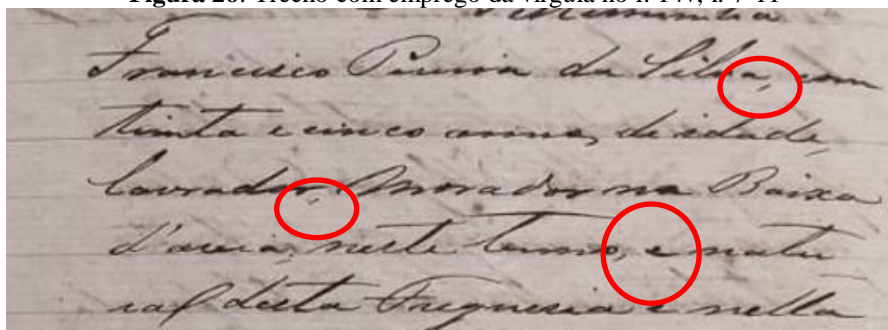 Figura 20: Trecho com emprego da vírgula no f. 14v, l. 7-11
Francisco Pereira da Silva, com
trinta e cinco annos, de idade,
lavrador, morador na Baixa
d'areia, neste termo, e natu
ral desta Freguesia e nella